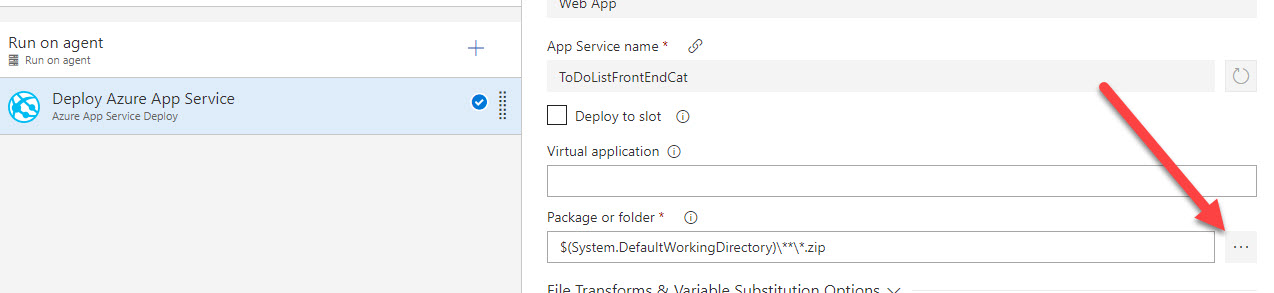 Web App
Run on agent
Run on agent
Deploy Azure App Service
Azure App Service Deploy
App Service name *
ToDoListFrontEndCat
Deploy to slot
Virtual application
Package or folder *
$(System.DefaultWorkingDirectory)\**\*.zip
...
File Transforms & Variable Substitution Options